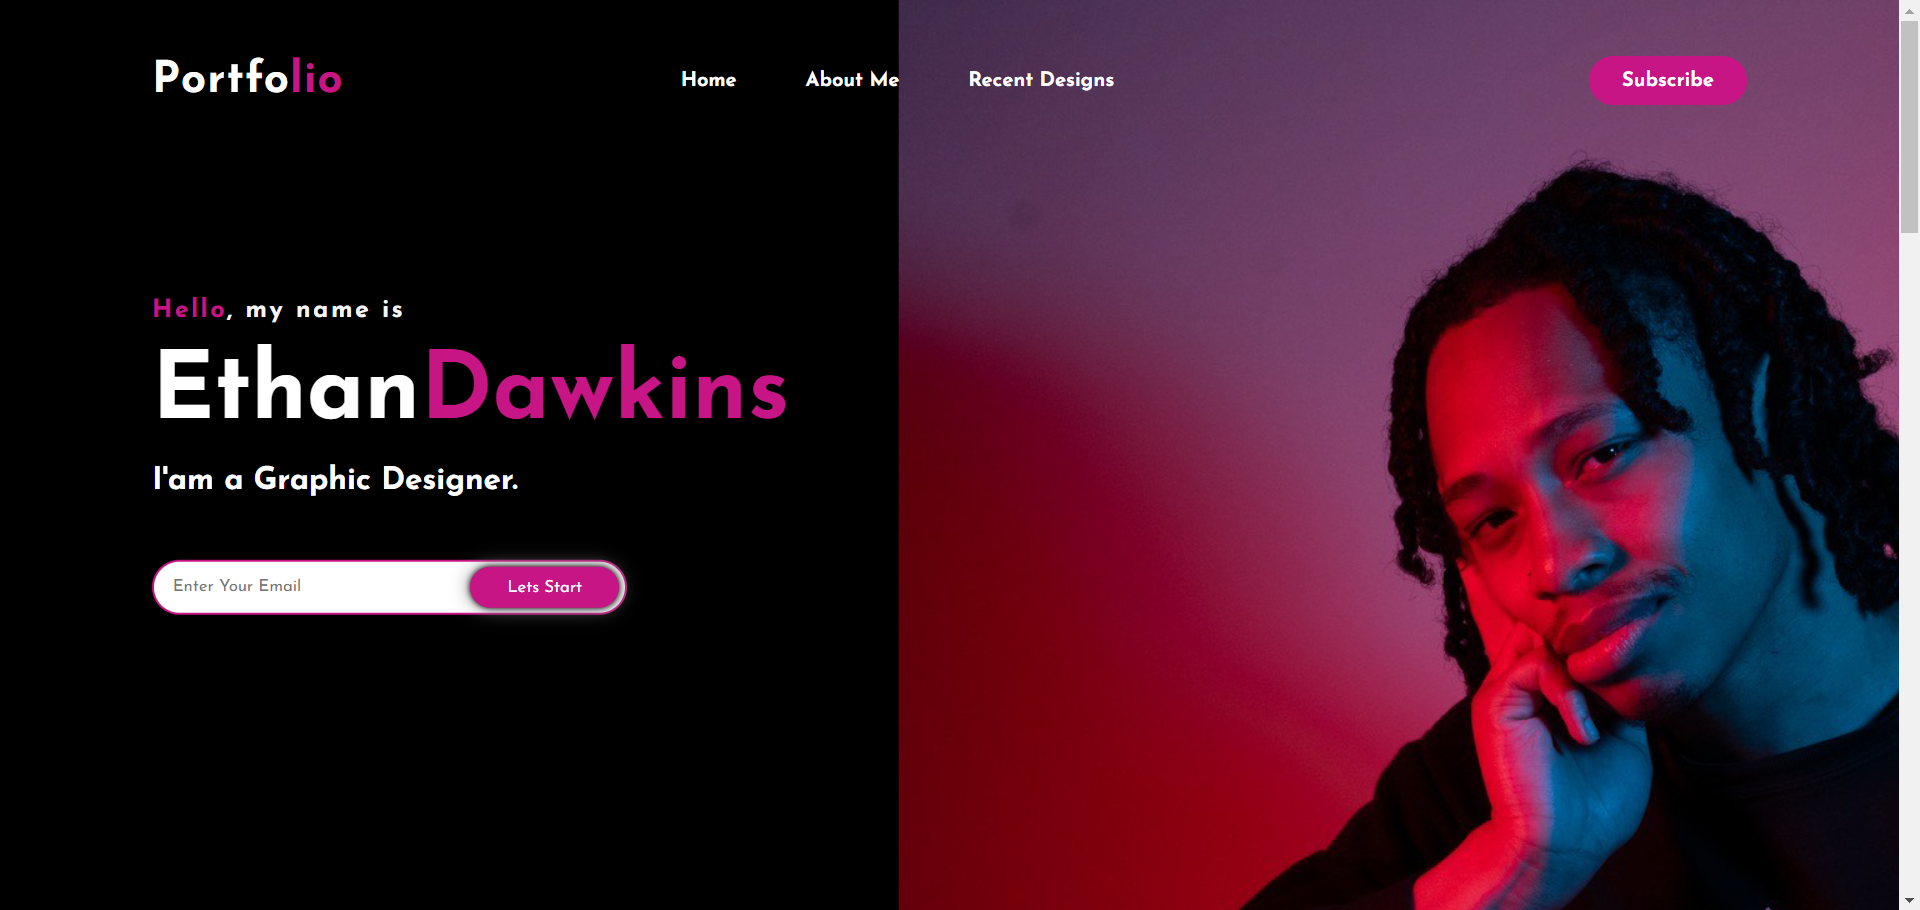 Portfolio
Home About Me Recent Designs Subscribe
Hello, my name is
EthanDawkins
I'am a Graphic Designer.
Enter Your Email Lets Start